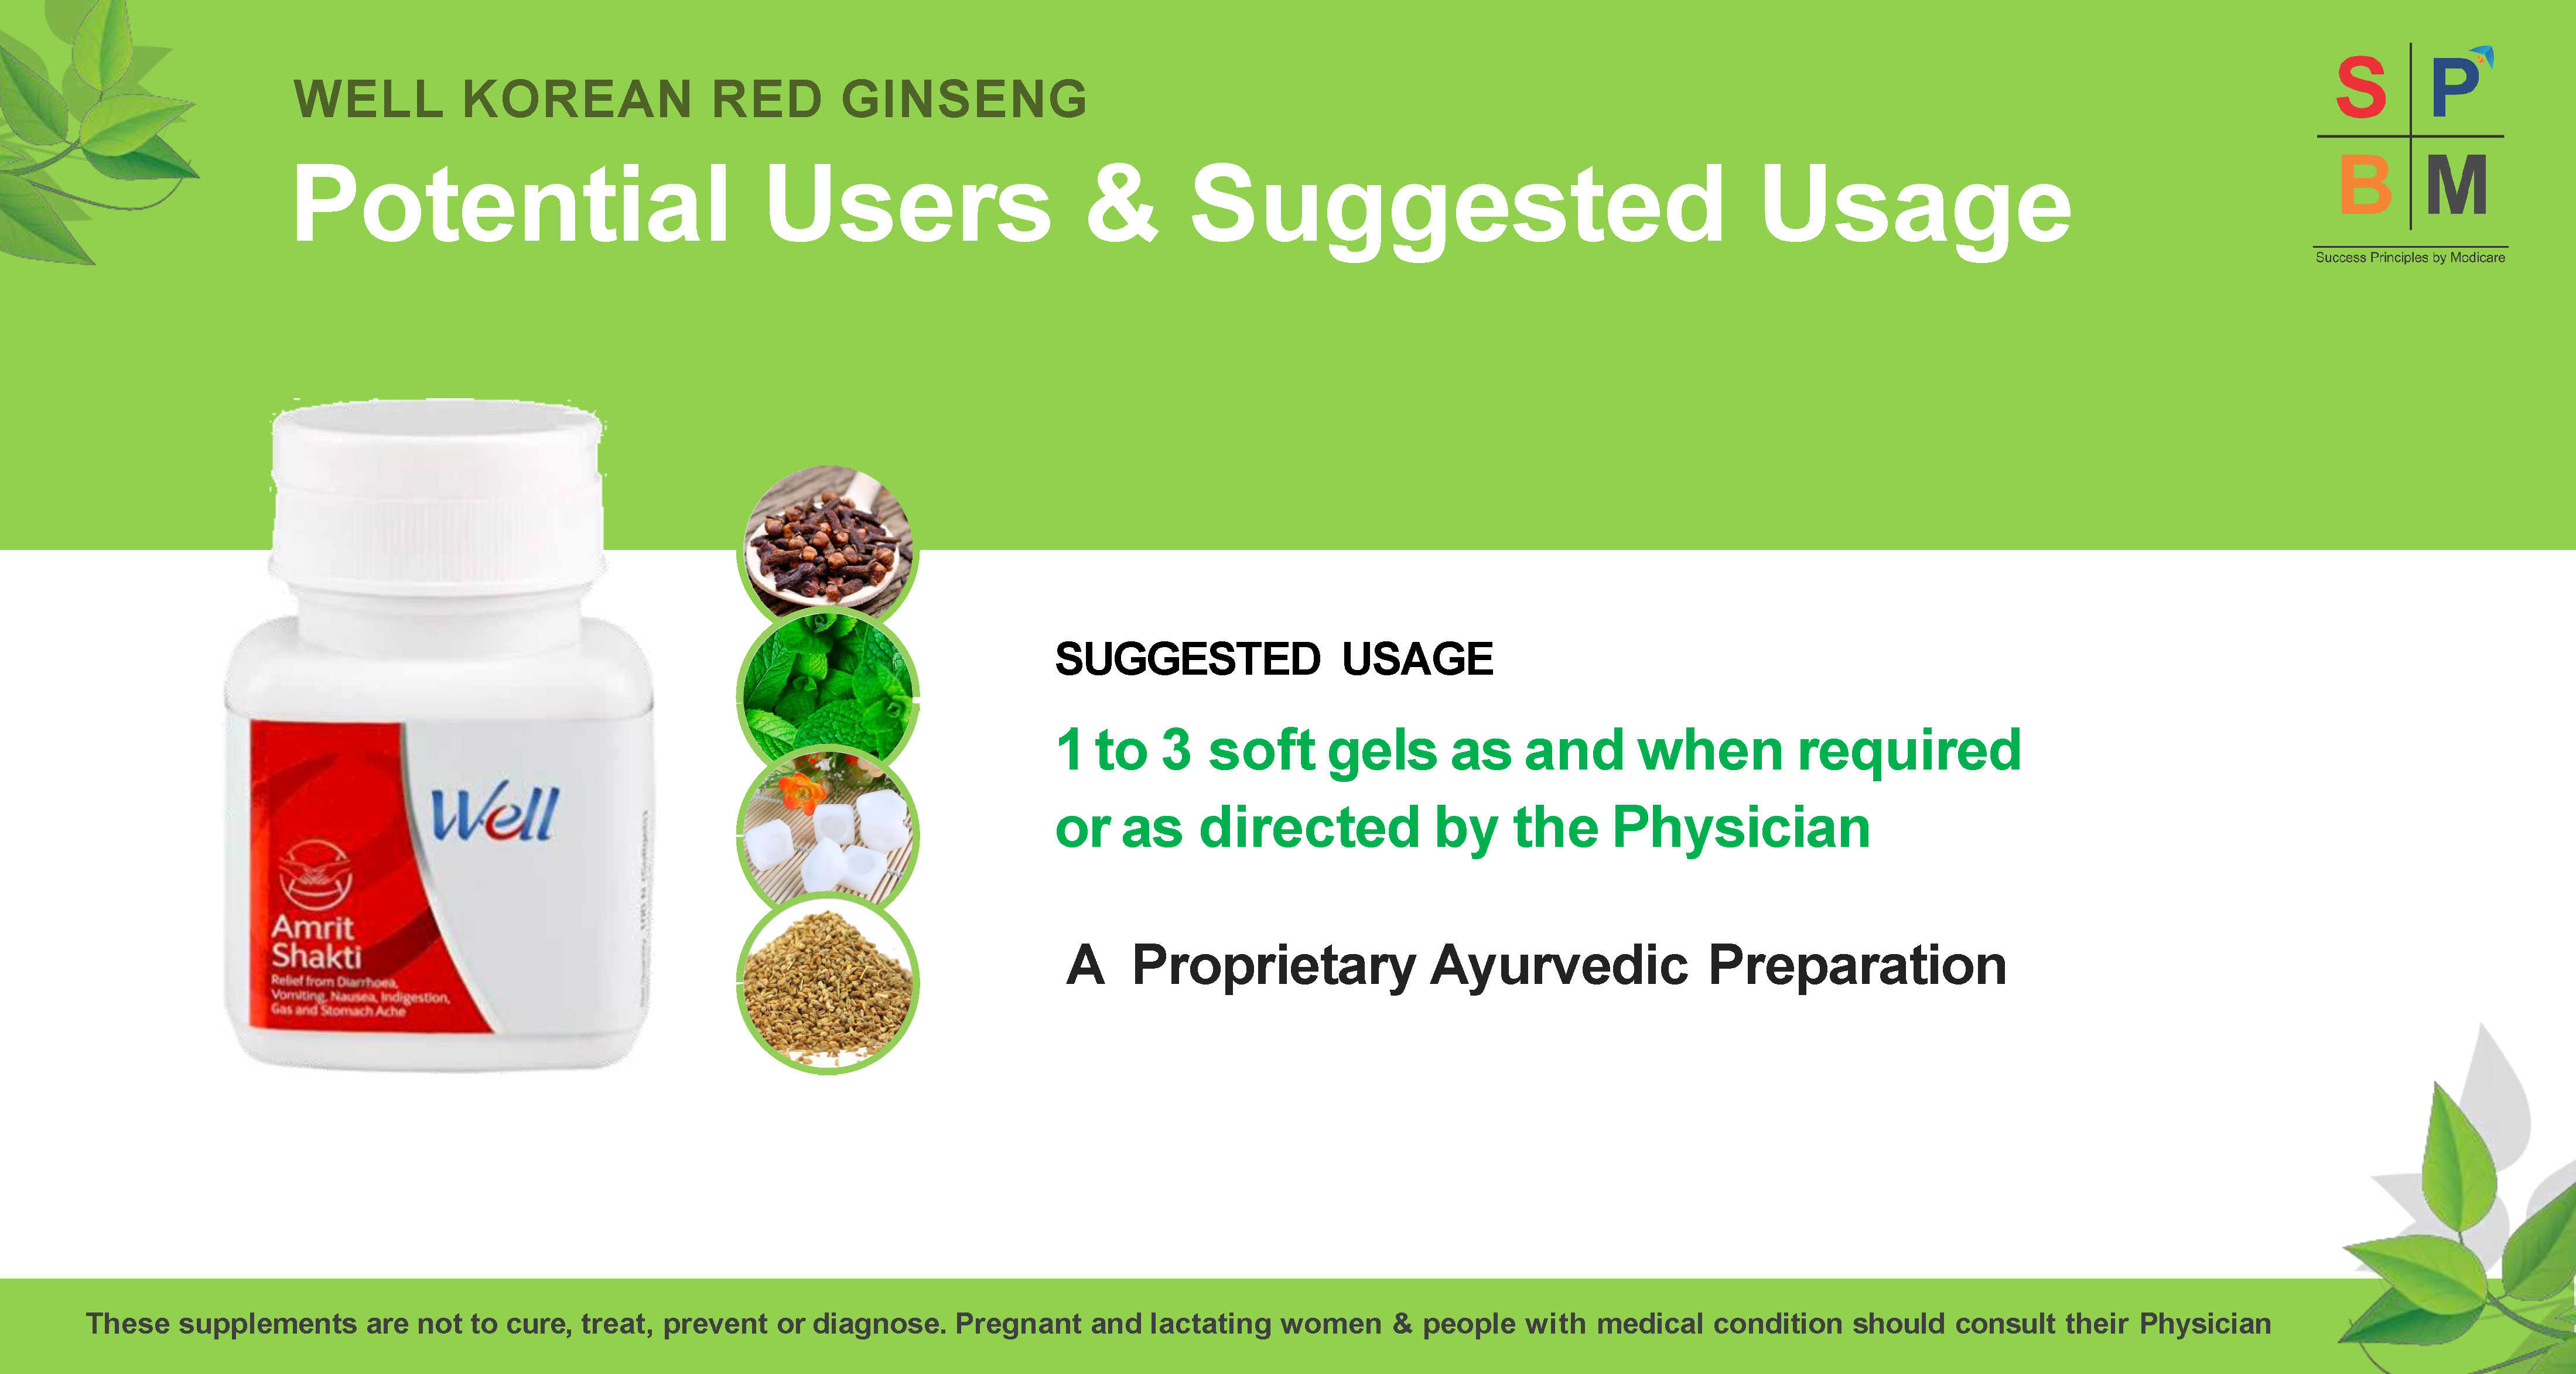 WELL KOREAN RED GINSENG
Potential Users & Suggested Usage
S P
B M
Success Principles by Modicare
SUGGESTED USAGE
1 to 3 soft gels as and when required
or as directed by the Physician
A Proprietary Ayurvedic Preparation
Well
Amrit
Shakti
Relief from Diarrhoea,
Vomiting, Nausea, Indigestion,
Gas and Stomach Ache
These supplements are not to cure, treat, prevent or diagnose. Pregnant and lactating women & people with medical condition should consult their Physician